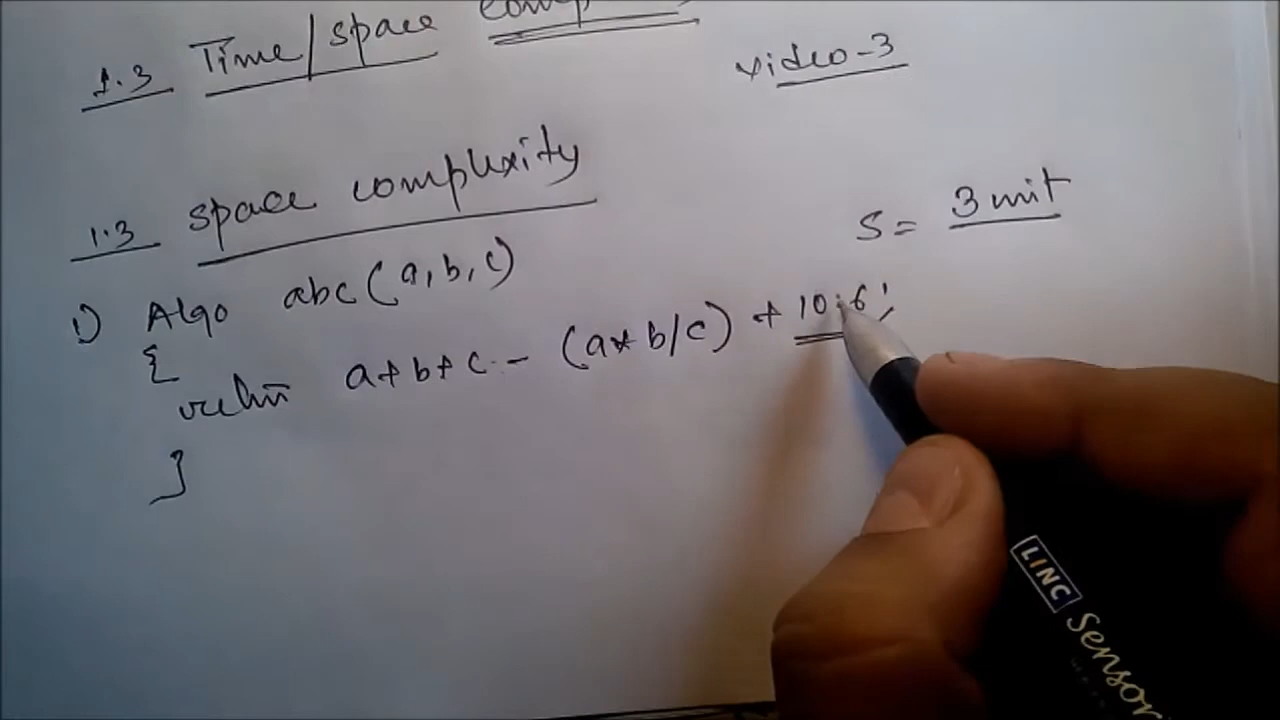 1.3 Time/space
video-3
1.3 space complexity
S = 3 unit
1) Algo abc(a, b, c)
{
return a+b+c - (a*b/c) + 10.6;
}
LINC
Sensor